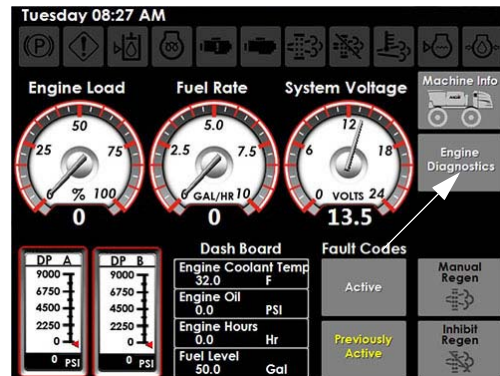 Tuesday 08:27 AM
(P)
Engine Load
Fuel Rate
System Voltage
Machine Info
50
25
75
0
%
100
0
5.0
2.5
7.5
0
GAL/HR
10
0
12
6
18
0
VOLTS
24
13.5
Engine
Diagnostics
DP A
9000
6750
4500
2250
0
0 PSI
DP B
9000
6750
4500
2250
0
0 PSI
Dash Board
Engine Coolant Temp
32.0 F
Engine Oil
0.0 PSI
Engine Hours
0.0 Hr
Fuel Level
50.0 Gal
Fault Codes
Active
Previously
Active
Manual
Regen
Inhibit
Regen